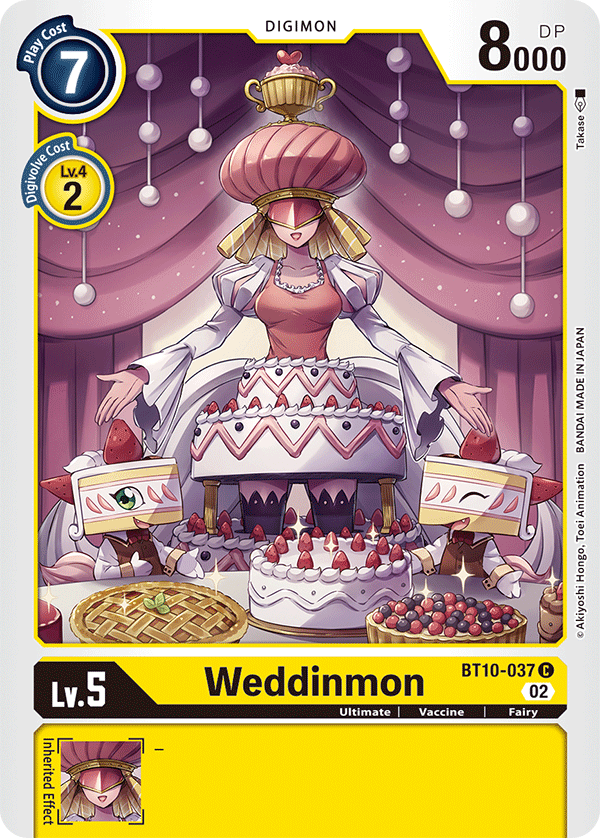 Play Cost
7
DIGIMON
DP
8000
Digivolve Cost
Lv.4
2
Takase
© Akiyoshi Hongo, Toei Animation BANDAI MADE IN JAPAN
Lv.5
Weddinmon
BT10-037 C
02
Ultimate | Vaccine | Fairy
Inherited Effect
–